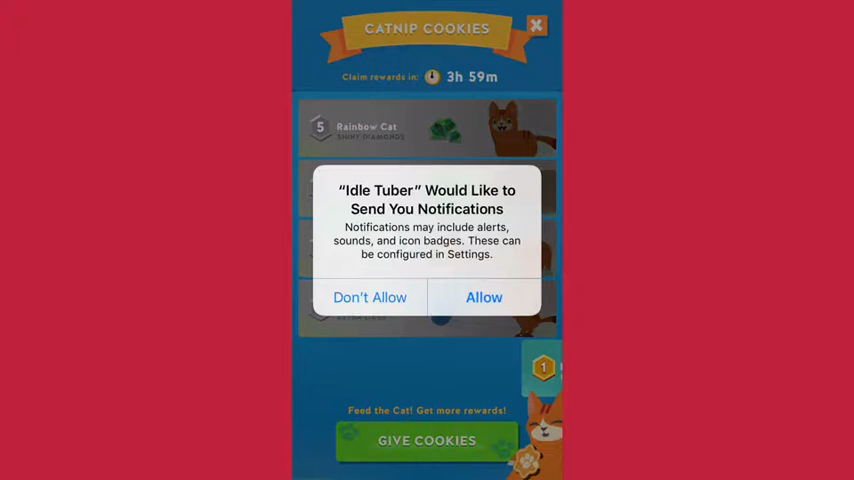 CATNIP COOKIES
Claim rewards in: 3h 59m
5
Rainbow Cat
SHINY DIAMONDS
“Idle Tuber” Would Like to
Send You Notifications
Notifications may include alerts,
sounds, and icon badges. These can
be configured in Settings.
Don’t Allow
Allow
1
Feed the Cat! Get more rewards!
GIVE COOKIES